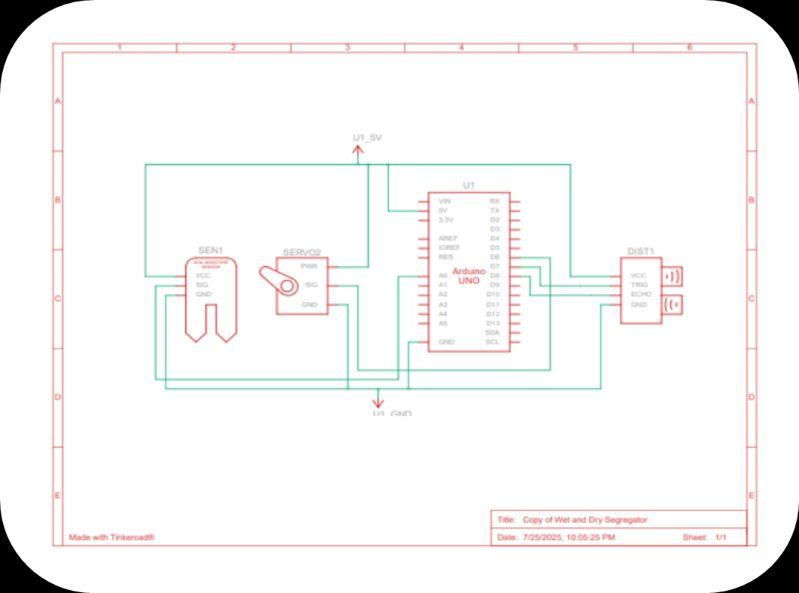 1 2 3 4 5 6
A A
U1_5V
B B
U1
VIN RX
5V TX
3.3V D2
D3
AREF D4
IOREF D5
RES D6
D7
A0 D8
A1 D9
A2 D10
A3 D11
A4 D12
A5 D13
SDA
GND SCL
Arduino
UNO
SEN1
SOIL MOISTURE
SENSOR
VCC
SIG
GND
SERVO2
PWR
SIG
GND
DIST1
VCC
TRIG
ECHO
GND
C C
D D
U1_GND
E E
Title: Copy of Wet and Dry Segregator
Made with Tinkercad®
Date: 7/25/2025, 10:05:25 PM Sheet: 1/1